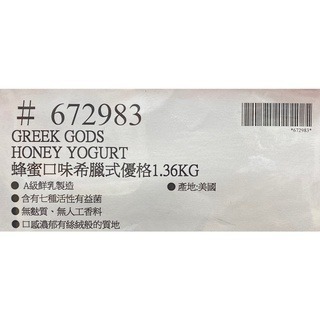 # 672983
*672983*
GREEK GODS
HONEY YOGURT
蜂蜜口味希臘式優格1.36KG
● A級鮮乳製造
● 產地:美國
● 含有七種活性有益菌
● 無麩質、無人工香料
● 口感濃郁有絲絨般的質地